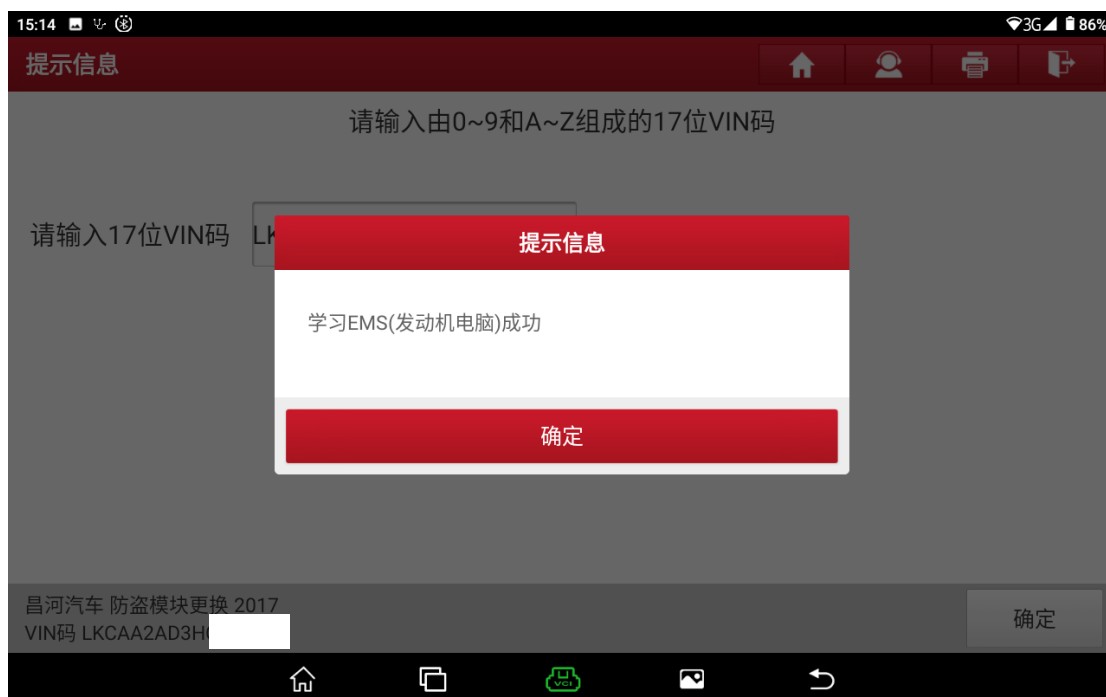 15:14
3G 86%
提示信息
请输入由0~9和A~Z组成的17位VIN码
请输入17位VIN码 LK
提示信息
学习EMS(发动机电脑)成功
确定
昌河汽车 防盗模块更换 2017
VIN码 LKCAA2AD3H
确定
VCI